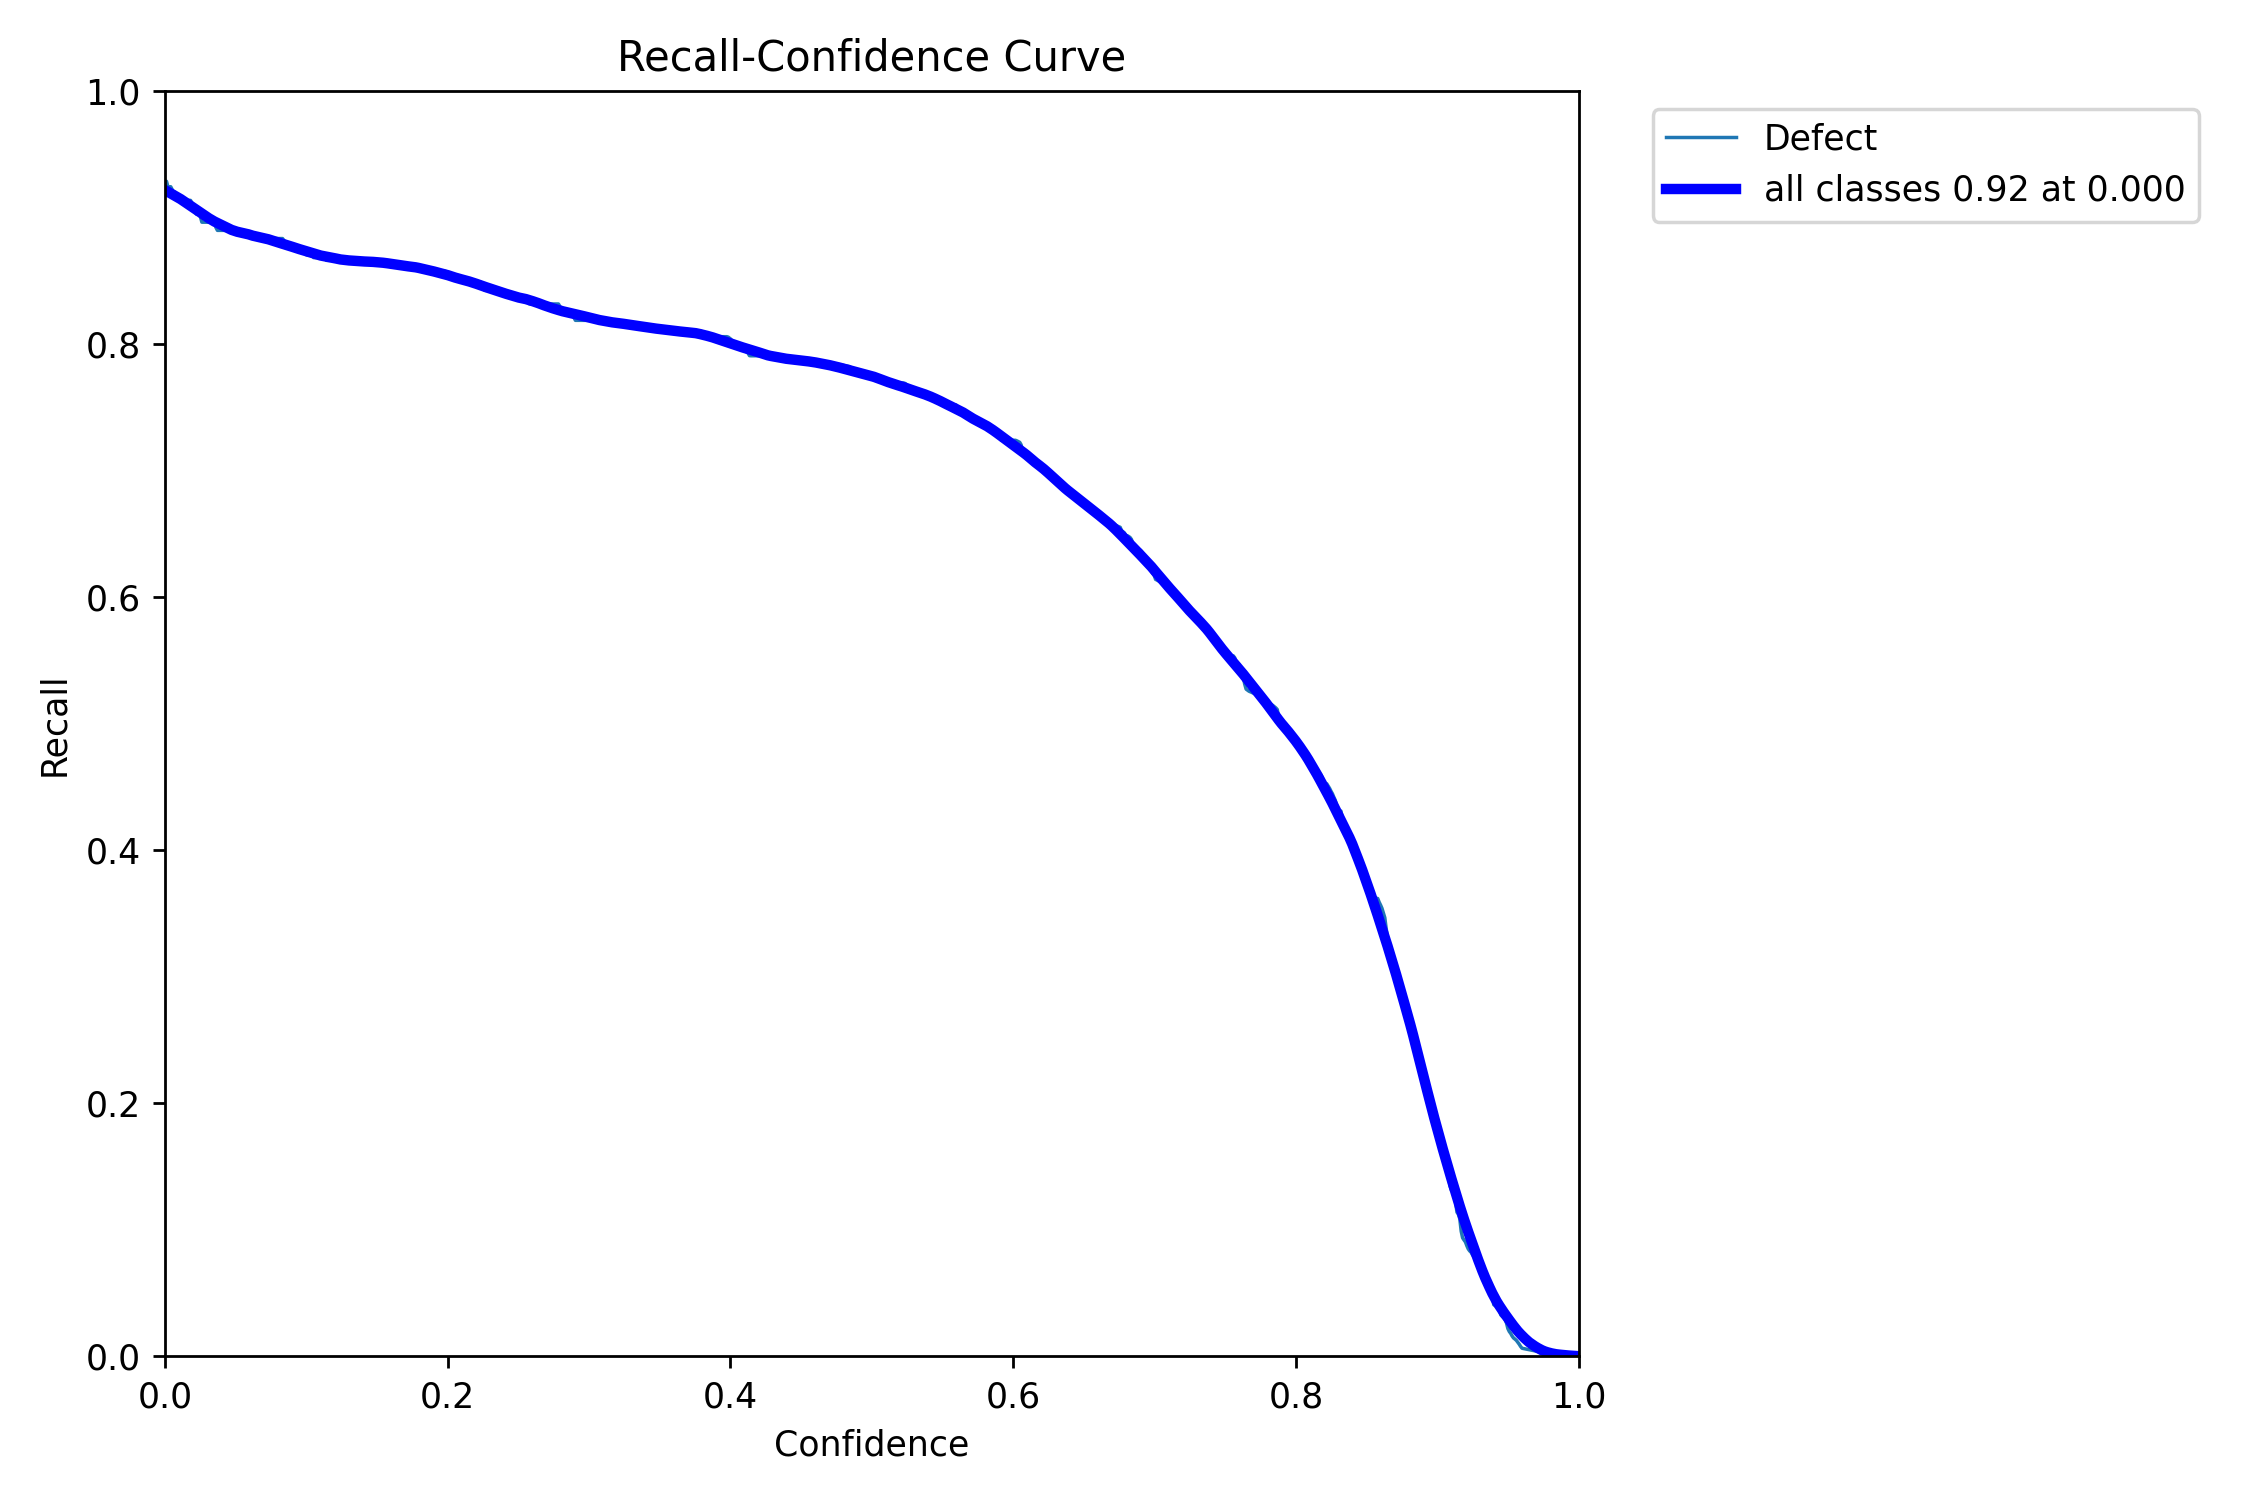 Recall-Confidence Curve
Defect
all classes 0.92 at 0.000
1.0
0.8
0.6
0.4
0.2
0.0
Recall
0.0 0.2 0.4 0.6 0.8 1.0
Confidence